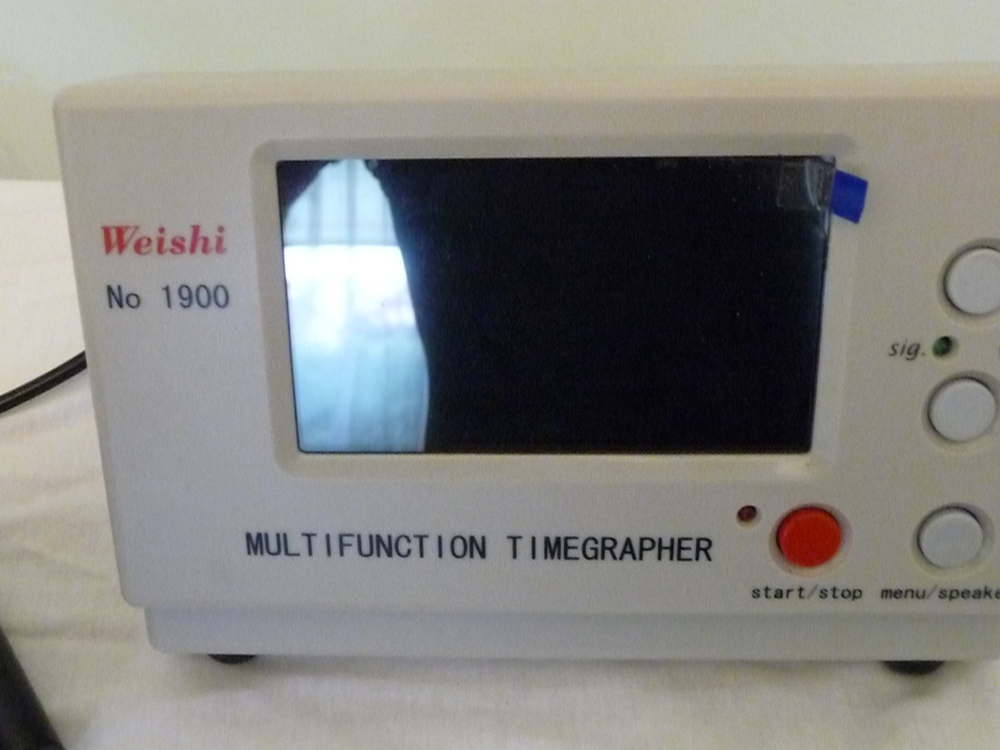 Weishi
No 1900
sig.
MULTIFUNCTION TIMEGRAPHER
start/stop menu/speake